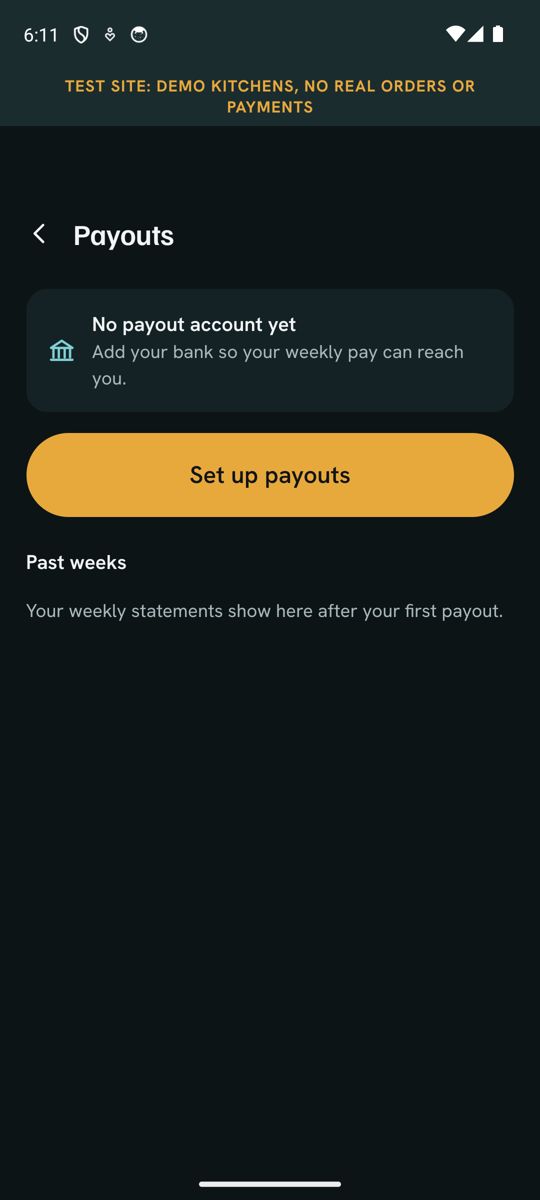 6:11
TEST SITE: DEMO KITCHENS, NO REAL ORDERS OR
PAYMENTS
Payouts
No payout account yet
Add your bank so your weekly pay can reach
you.
Set up payouts
Past weeks
Your weekly statements show here after your first payout.